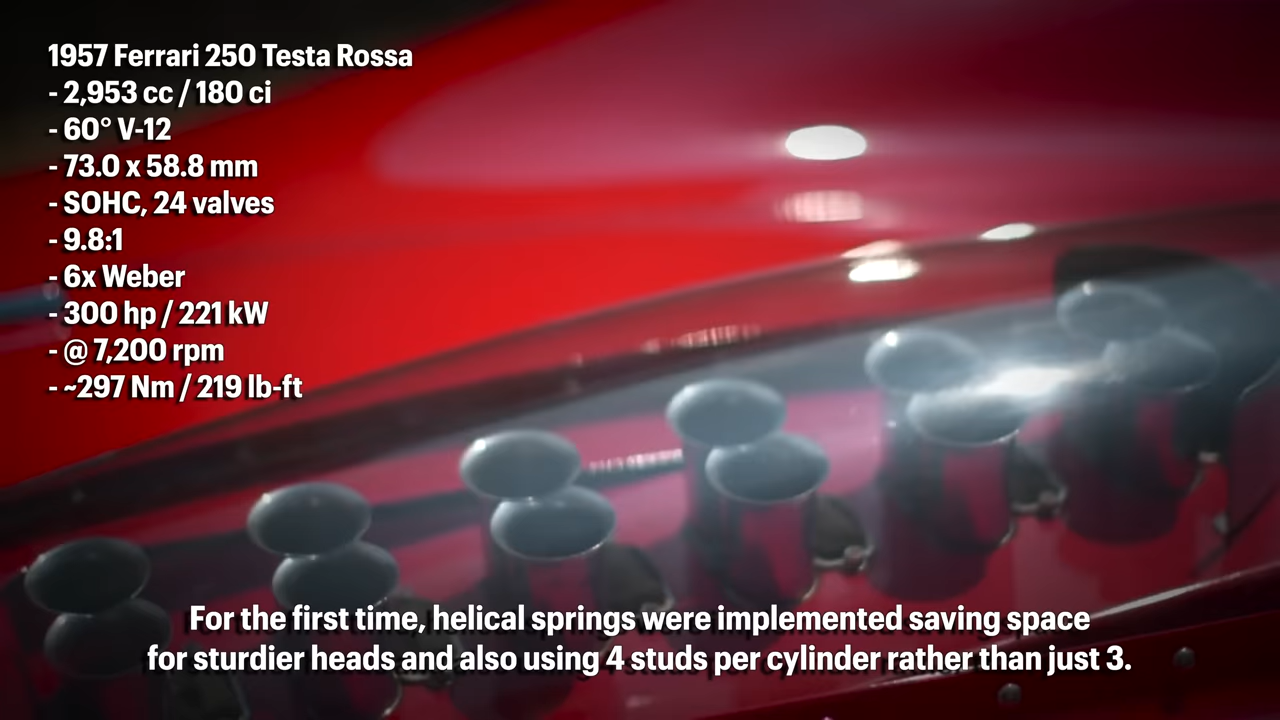 1957 Ferrari 250 Testa Rossa
- 2,953 cc / 180 ci
- 60° V-12
- 73.0 x 58.8 mm
- SOHC, 24 valves
- 9.8:1
- 6x Weber
- 300 hp / 221 kW
- @ 7,200 rpm
- ~297 Nm / 219 lb-ft
For the first time, helical springs were implemented saving space
for sturdier heads and also using 4 studs per cylinder rather than just 3.